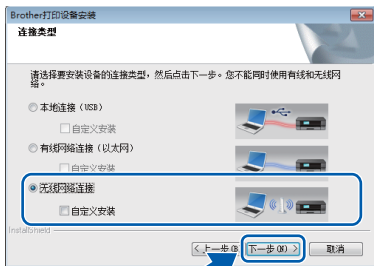 Brother打印设备安装
连接类型
请选择要安装设备的连接类型，然后点击下一步。您不能同时使用有线和无线网
络。
本地连接（USB）
自定义安装
有线网络连接（以太网）
自定义安装
无线网络连接
自定义安装
InstallShield
< 上一步(B 下一步(N) > 取消